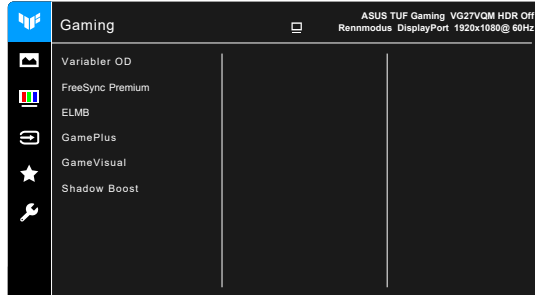 Gaming
ASUS TUF Gaming VG27VQM HDR Off
Rennmodus DisplayPort 1920x1080@ 60Hz
Variabler OD
FreeSync Premium
ELMB
GamePlus
GameVisual
Shadow Boost